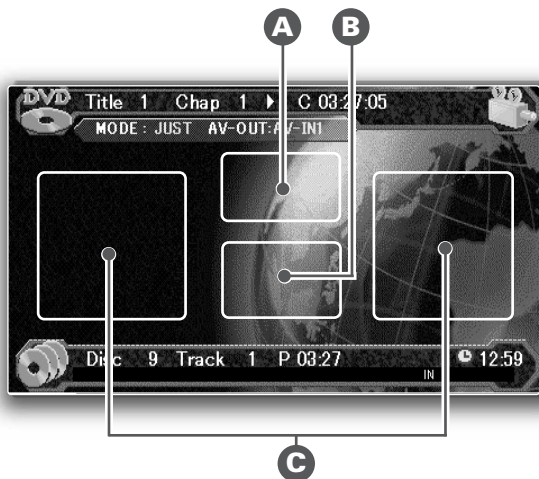 A B
DVD Title 1 Chap 1 C 03:27:05
MODE : JUST AV-OUT:AV-IN1
Disc 9 Track 1 P 03:27 12:59
IN
C